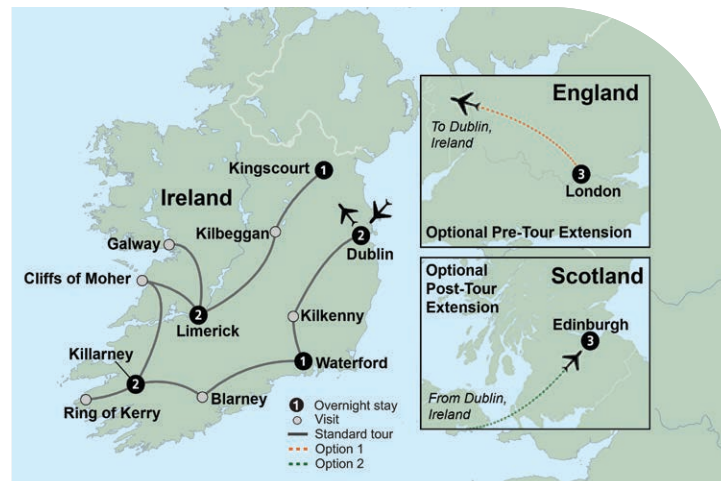 Kingscourt
1
Ireland
Kilbeggan
Galway
2
Dublin
Cliffs of Moher
2
Limerick
Kilkenny
Killarney
2
1
Waterford
Ring of Kerry
Blarney
1 Overnight stay
Visit
Standard tour
Option 1
Option 2
England
To Dublin,
Ireland
3
London
Optional Pre-Tour Extension
Optional
Post-Tour
Extension
Scotland
Edinburgh
3
From Dublin,
Ireland